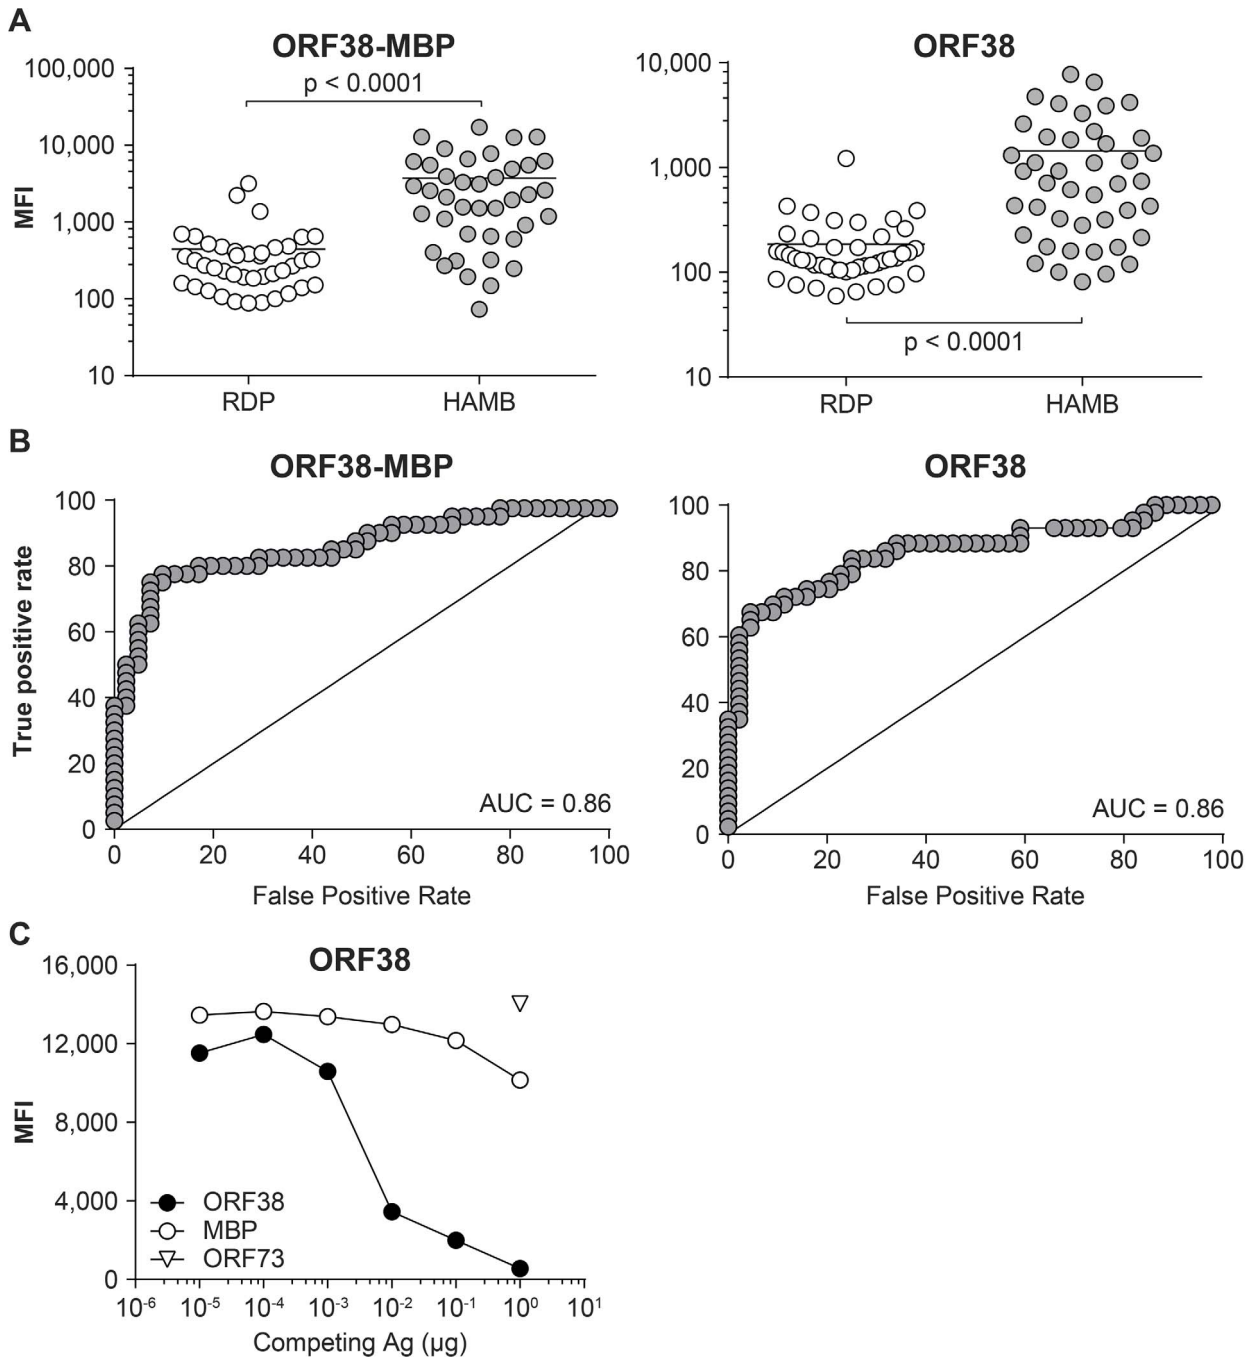 A
ORF38-MBP
ORF38
100,000
10,000
1,000
100
10
MFI
p < 0.0001
RDP
HAMB
10,000
1,000
100
10
p < 0.0001
RDP
HAMB
B
ORF38-MBP
ORF38
True positive rate
100
80
60
40
20
0
AUC = 0.86
0 20 40 60 80 100
False Positive Rate
100
80
60
40
20
0
AUC = 0.86
0 20 40 60 80 100
False Positive Rate
C
ORF38
16,000
12,000
8,000
4,000
0
MFI
ORF38
MBP
ORF73
10⁻⁶ 10⁻⁵ 10⁻⁴ 10⁻³ 10⁻² 10⁻¹ 10⁰ 10¹
Competing Ag (µg)